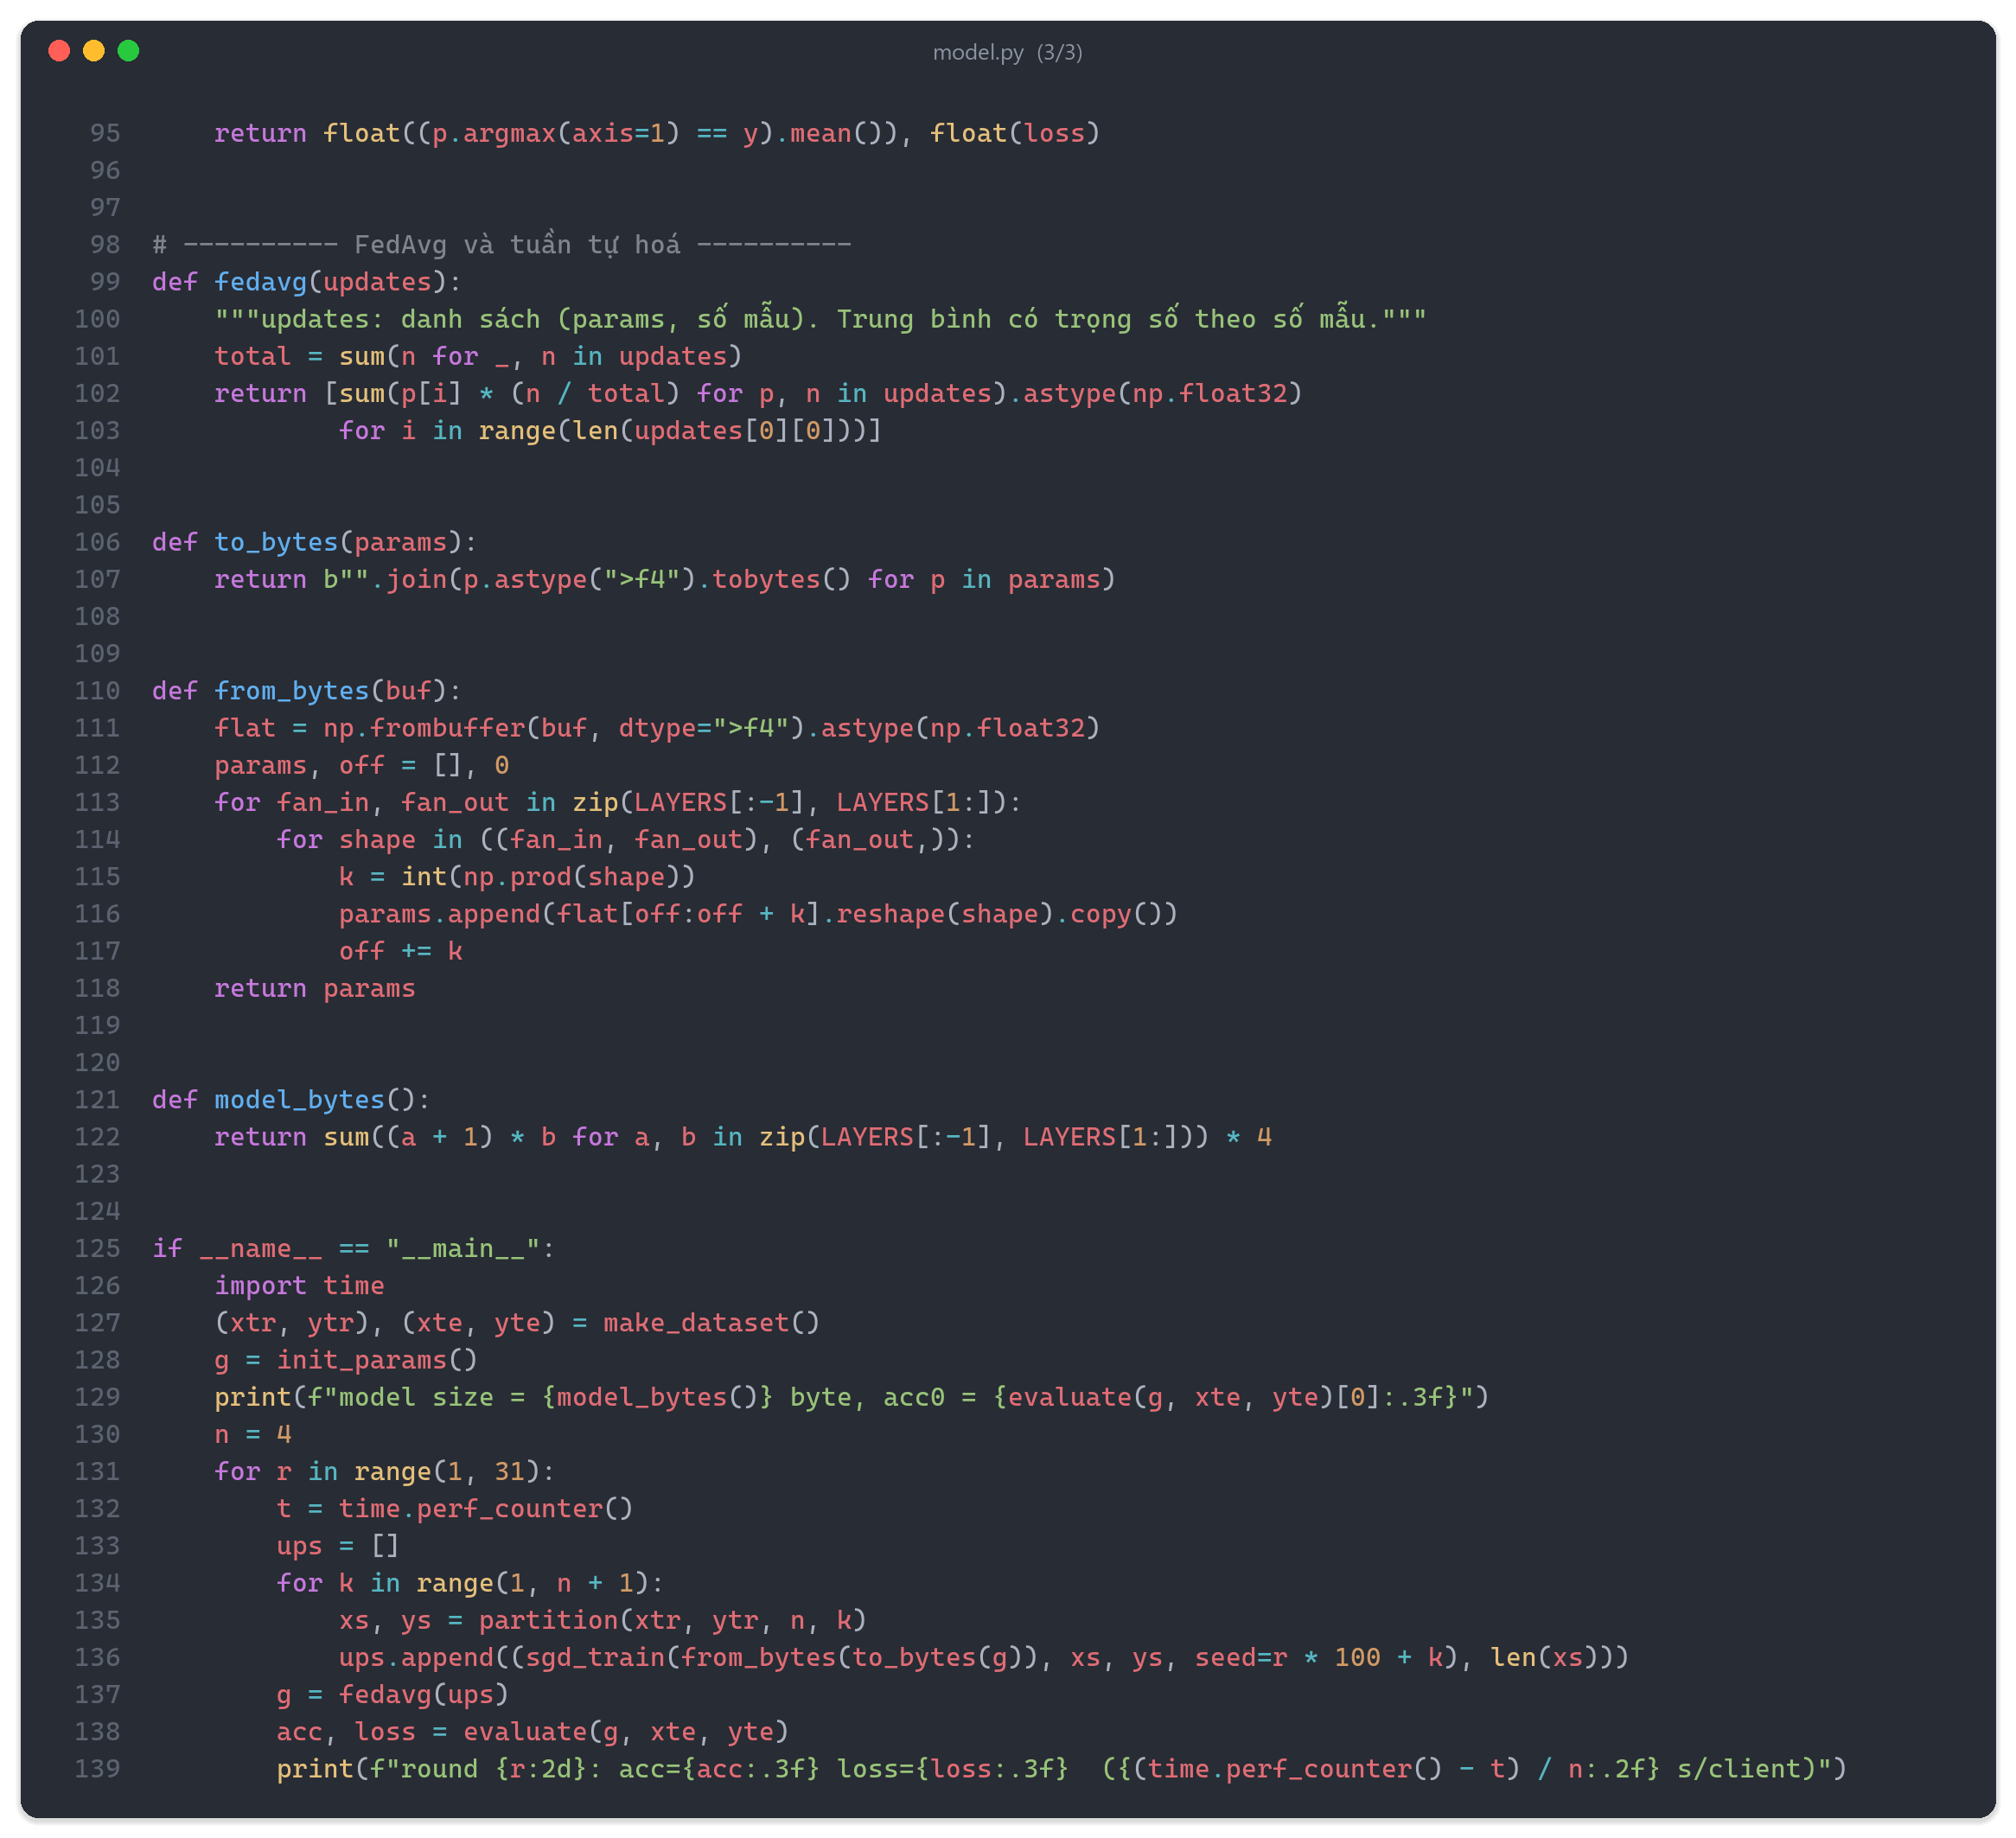 model.py (3/3)
95     return float((p.argmax(axis=1) == y).mean()), float(loss)
96
97
98 # ---------- FedAvg và tuần tự hoá ----------
99 def fedavg(updates):
100     """updates: danh sách (params, số mẫu). Trung bình có trọng số theo số mẫu."""
101     total = sum(n for _, n in updates)
102     return [sum(p[i] * (n / total) for p, n in updates).astype(np.float32)
103             for i in range(len(updates[0][0]))]
104
105
106 def to_bytes(params):
107     return b"".join(p.astype(">f4").tobytes() for p in params)
108
109
110 def from_bytes(buf):
111     flat = np.frombuffer(buf, dtype=">f4").astype(np.float32)
112     params, off = [], 0
113     for fan_in, fan_out in zip(LAYERS[:-1], LAYERS[1:]):
114         for shape in ((fan_in, fan_out), (fan_out,)):
115             k = int(np.prod(shape))
116             params.append(flat[off:off + k].reshape(shape).copy())
117             off += k
118     return params
119
120
121 def model_bytes():
122     return sum((a + 1) * b for a, b in zip(LAYERS[:-1], LAYERS[1:])) * 4
123
124
125 if __name__ == "__main__":
126     import time
127     (xtr, ytr), (xte, yte) = make_dataset()
128     g = init_params()
129     print(f"model size = {model_bytes()} byte, acc0 = {evaluate(g, xte, yte)[0]:.3f}")
130     n = 4
131     for r in range(1, 31):
132         t = time.perf_counter()
133         ups = []
134         for k in range(1, n + 1):
135             xs, ys = partition(xtr, ytr, n, k)
136             ups.append((sgd_train(from_bytes(to_bytes(g)), xs, ys, seed=r * 100 + k), len(xs)))
137         g = fedavg(ups)
138         acc, loss = evaluate(g, xte, yte)
139         print(f"round {r:2d}: acc={acc:.3f} loss={loss:.3f}  ({(time.perf_counter() - t) / n:.2f} s/client)")